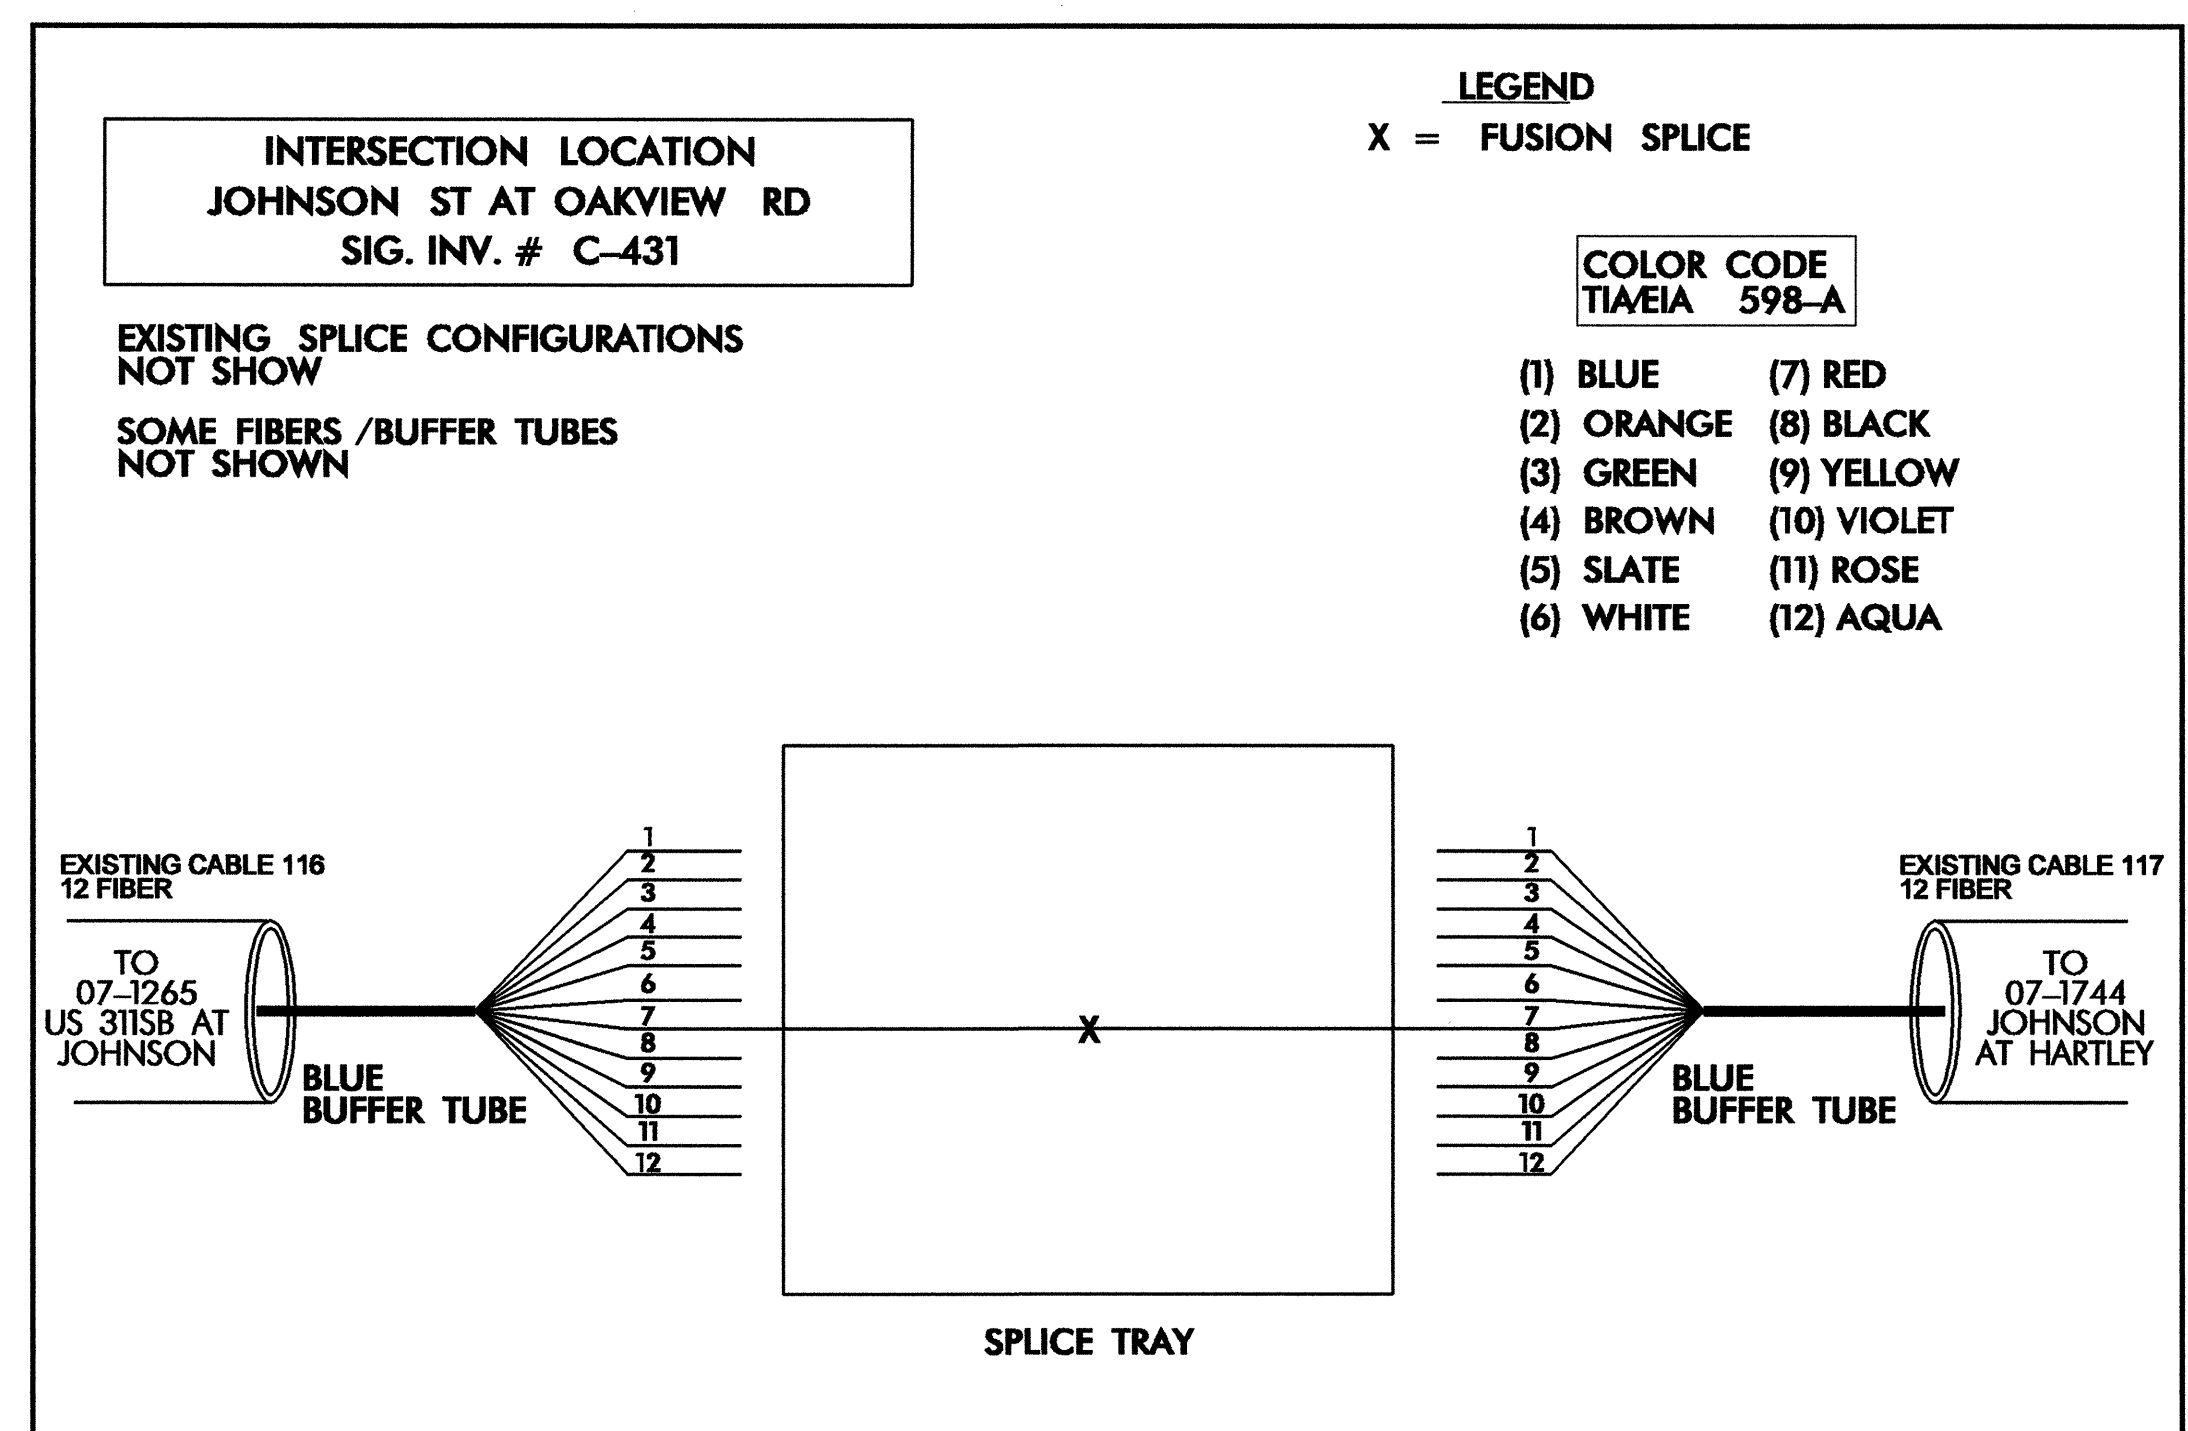 LEGEND
X = FUSION SPLICE
INTERSECTION LOCATION
JOHNSON ST AT OAKVIEW RD
SIG. INV. # C-431
EXISTING SPLICE CONFIGURATIONS
NOT SHOW
SOME FIBERS /BUFFER TUBES
NOT SHOWN
COLOR CODE
TIA/EIA 598-A
(1) BLUE (7) RED
(2) ORANGE (8) BLACK
(3) GREEN (9) YELLOW
(4) BROWN (10) VIOLET
(5) SLATE (11) ROSE
(6) WHITE (12) AQUA
EXISTING CABLE 116
12 FIBER
TO
07-1265
US 311SB AT
JOHNSON
BLUE
BUFFER TUBE
1
2
3
4
5
6
7
8
9
10
11
12
X
SPLICE TRAY
1
2
3
4
5
6
7
8
9
10
11
12
BLUE
BUFFER TUBE
EXISTING CABLE 117
12 FIBER
TO
07-1744
JOHNSON
AT HARTLEY